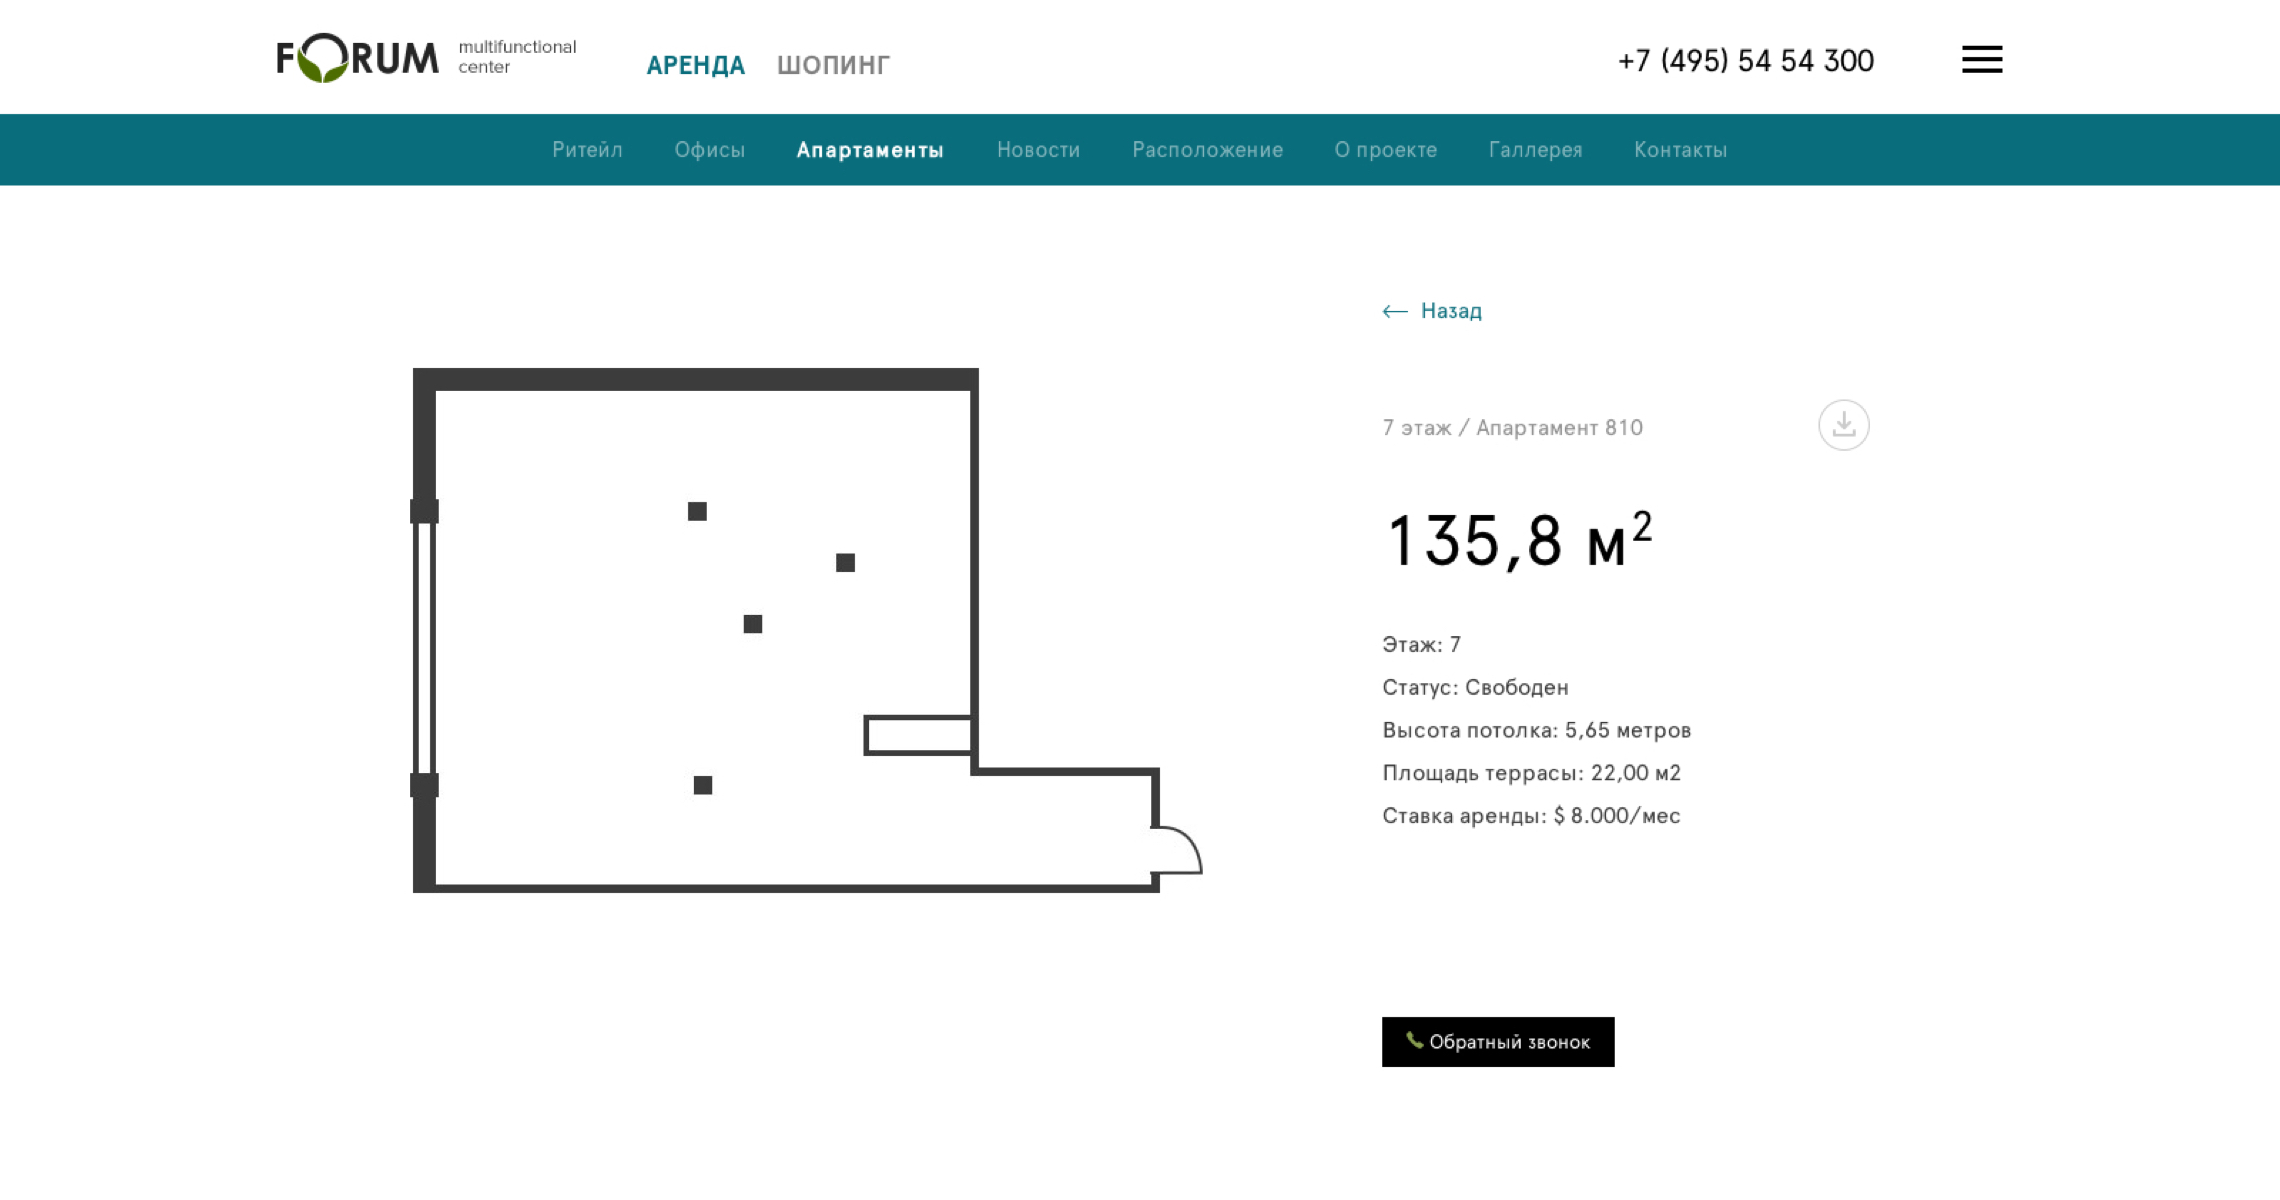 FORUM multifunctional
center
АРЕНДА ШОПИНГ
+7 (495) 54 54 300
Ритейл Офисы Апартаменты Новости Расположение О проекте Галлерея Контакты
← Назад
7 этаж / Апартамент 810
135,8 м²
Этаж: 7
Статус: Свободен
Высота потолка: 5,65 метров
Площадь террасы: 22,00 м2
Ставка аренды: $ 8.000/мес
Обратный звонок